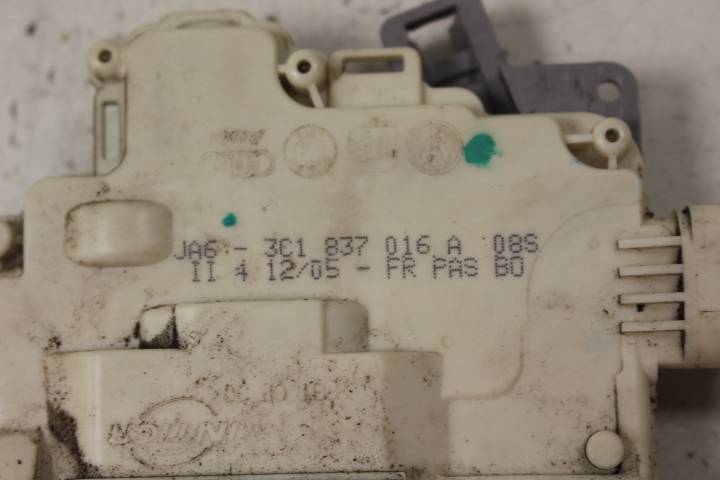 JA6 - 3C1 837 016 A 08S
II 4 12/05 - FR PAS BO